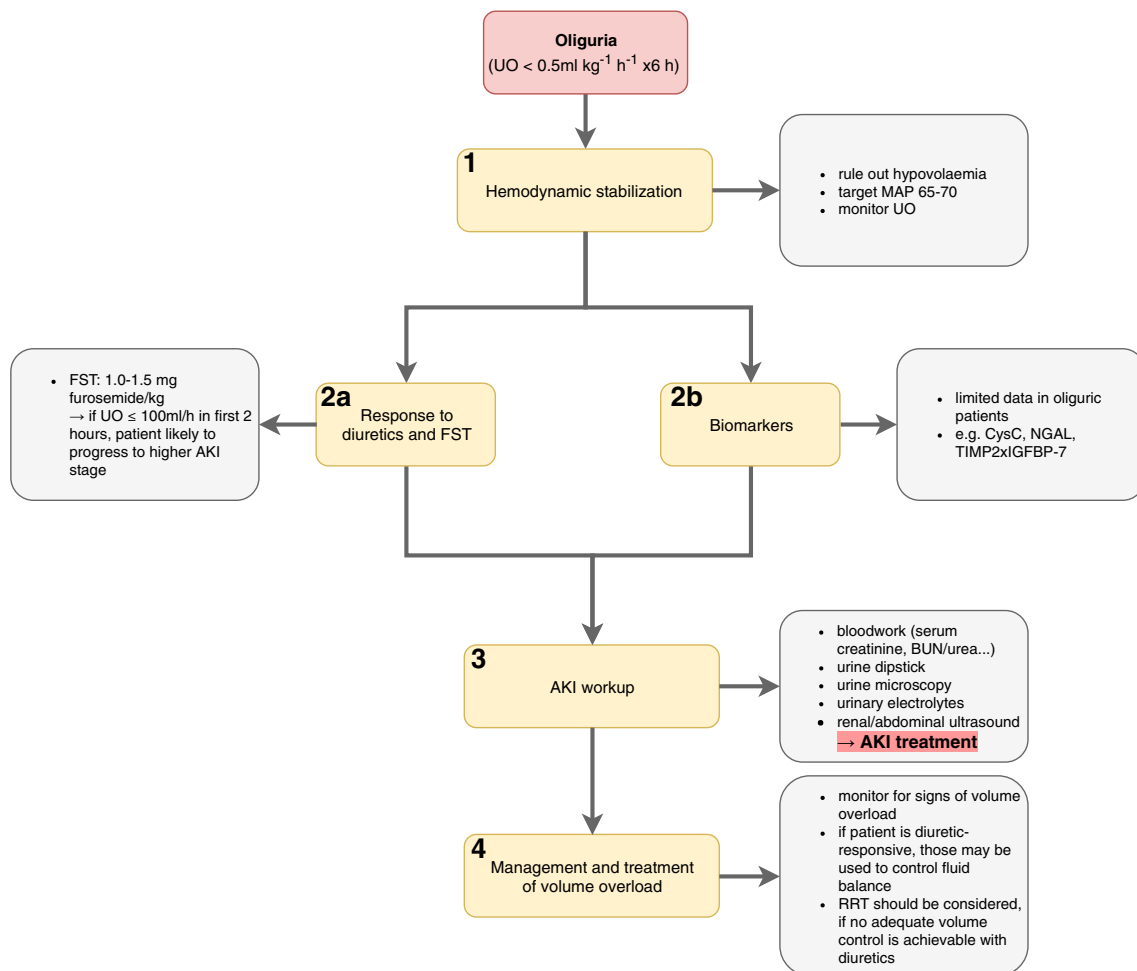 Oliguria
(UO < 0.5ml kg⁻¹ h⁻¹ x6 h)
1
Hemodynamic stabilization
• rule out hypovolaemia
• target MAP 65-70
• monitor UO
• FST: 1.0-1.5 mg
furosemide/kg
→ if UO ≤ 100ml/h in first 2
hours, patient likely to
progress to higher AKI
stage
2a
Response to
diuretics and FST
2b
Biomarkers
• limited data in oliguric
patients
• e.g. CysC, NGAL,
TIMP2xIGFBP-7
3
AKI workup
• bloodwork (serum
creatinine, BUN/urea...)
• urine dipstick
• urine microscopy
• urinary electrolytes
• renal/abdominal ultrasound
→ AKI treatment
4
Management and treatment
of volume overload
• monitor for signs of volume
overload
• if patient is diuretic-
responsive, those may be
used to control fluid
balance
• RRT should be considered,
if no adequate volume
control is achievable with
diuretics